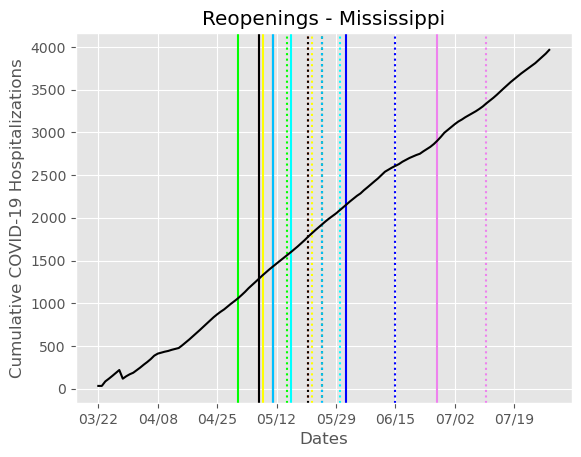 Reopenings - Mississippi
Cumulative COVID-19 Hospitalizations
4000
3500
3000
2500
2000
1500
1000
500
0
03/22 04/08 04/25 05/12 05/29 06/15 07/02 07/19
Dates